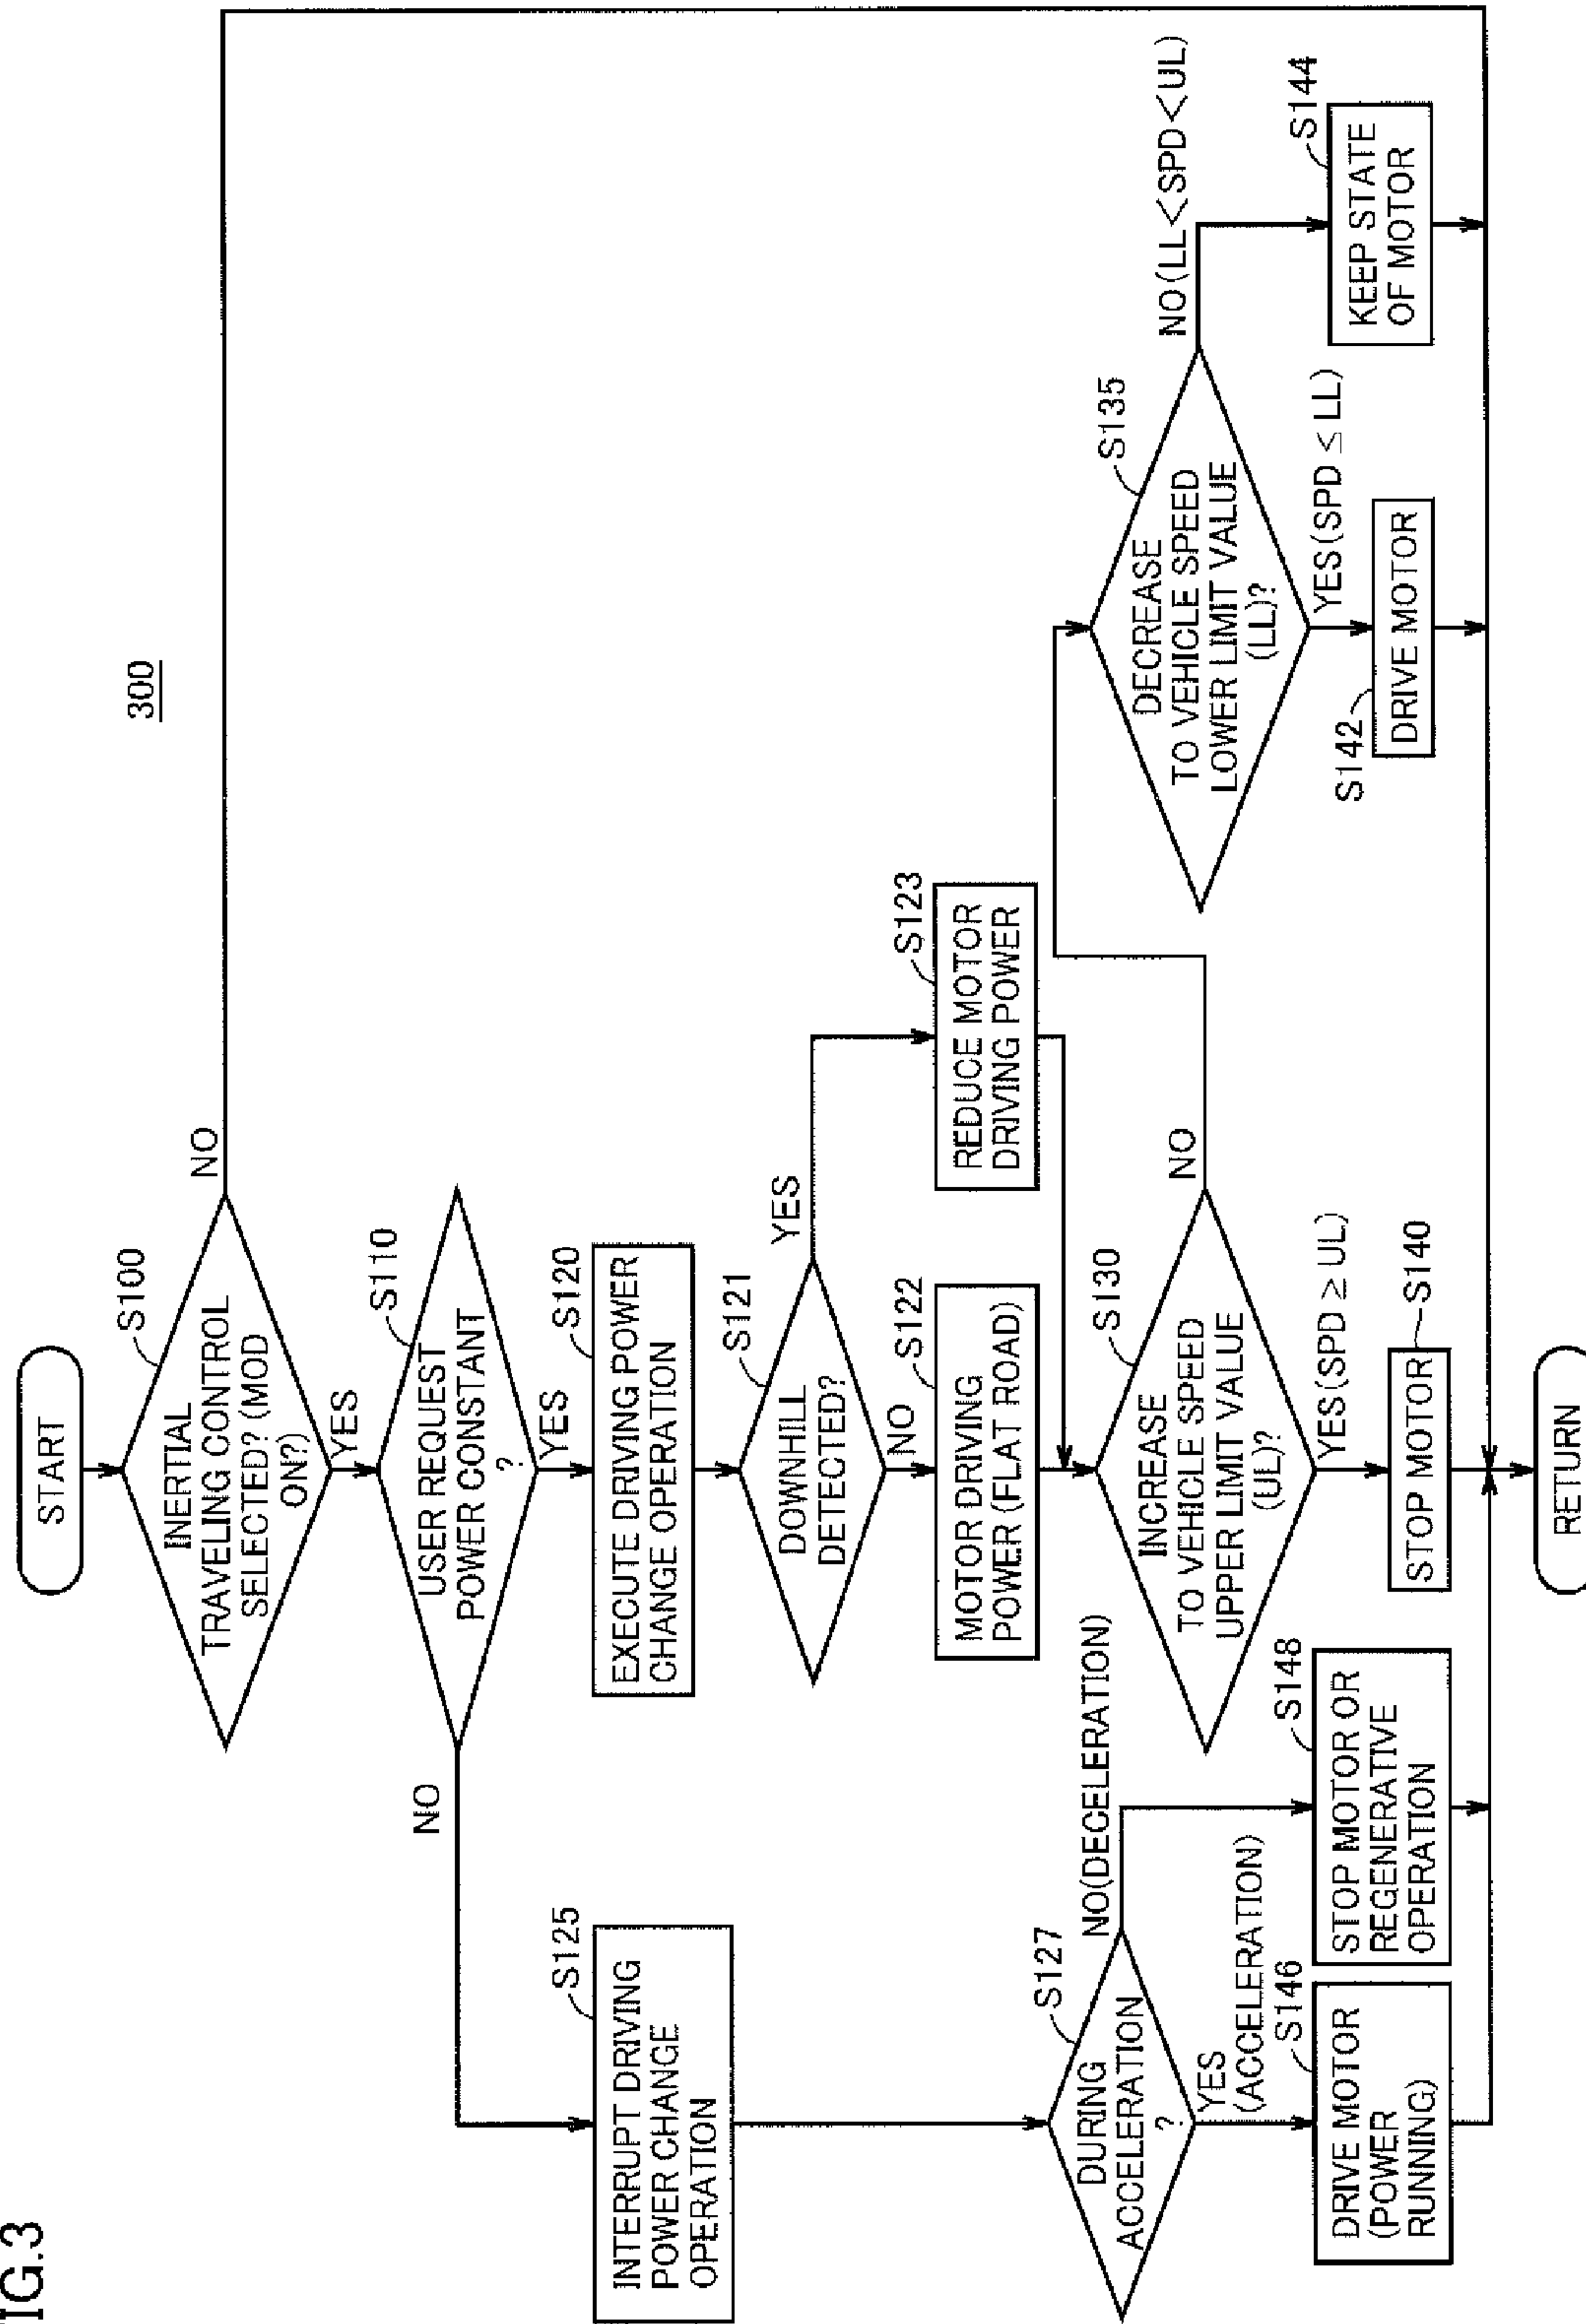 FIG.3
300
START
S100
INERTIAL
TRAVELING CONTROL
SELECTED? (MOD
ON?)
NO
YES
S110
USER REQUEST
POWER CONSTANT
?
NO
YES
S120
EXECUTE DRIVING POWER
CHANGE OPERATION
S125
INTERRUPT DRIVING
POWER CHANGE
OPERATION
S121
DOWNHILL
DETECTED?
YES
NO
S122
MOTOR DRIVING
POWER (FLAT ROAD)
S123
REDUCE MOTOR
DRIVING POWER
S127
DURING
ACCELERATION
?
NO(DECELERATION)
YES
(ACCELERATION)
S130
INCREASE
TO VEHICLE SPEED
UPPER LIMIT VALUE
(UL)?
NO
YES(SPD ≥ UL)
S135
DECREASE
TO VEHICLE SPEED
LOWER LIMIT VALUE
(LL)?
NO(LL<SPD<UL)
YES(SPD ≤ LL)
S146
DRIVE MOTOR
(POWER
RUNNING)
S148
STOP MOTOR OR
REGENERATIVE
OPERATION
S140
STOP MOTOR
S142
DRIVE MOTOR
S144
KEEP STATE
OF MOTOR
RETURN